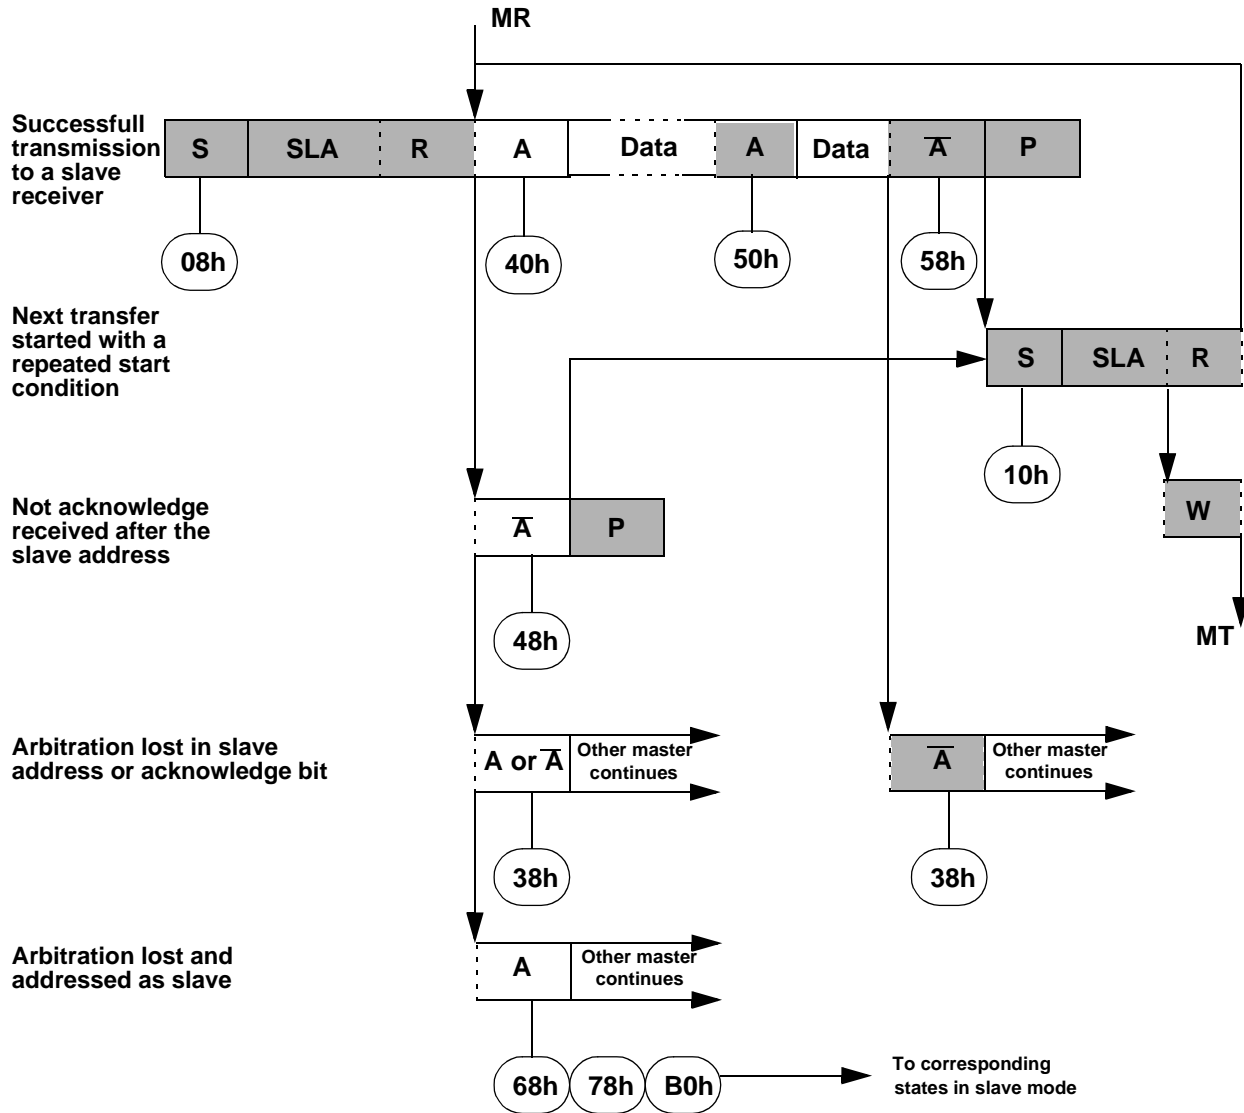 MR
Successfull
transmission
to a slave
receiver
S SLA R A Data A Data A̅ P
08h 40h 50h 58h
Next transfer
started with a
repeated start
condition
S SLA R
10h
Not acknowledge
received after the
slave address
A̅ P
W
48h
MT
Arbitration lost in slave
address or acknowledge bit
A or A̅
Other master
continues
A̅
Other master
continues
38h 38h
Arbitration lost and
addressed as slave
A
Other master
continues
68h 78h B0h
To corresponding
states in slave mode